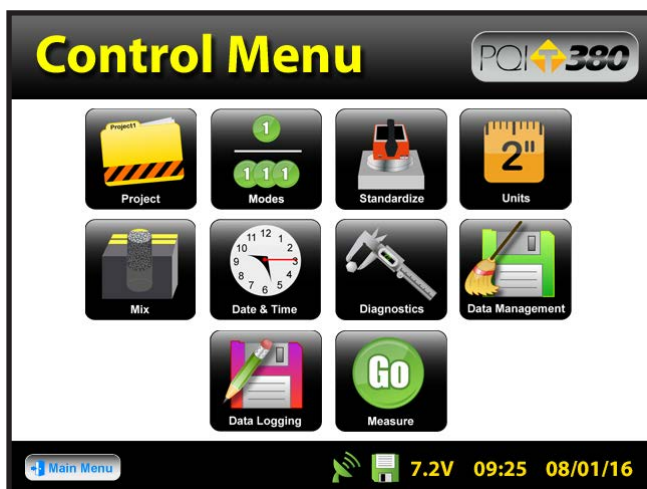 Control Menu
PQI T 380
Project1
Project
1
1 1 1
Modes
Standardize
2"
Units
Mix
12
11 1
10 2
9 3
8 4
7 6 5
Date & Time
Diagnostics
Data Management
Data Logging
Go
Measure
Main Menu
7.2V 09:25 08/01/16